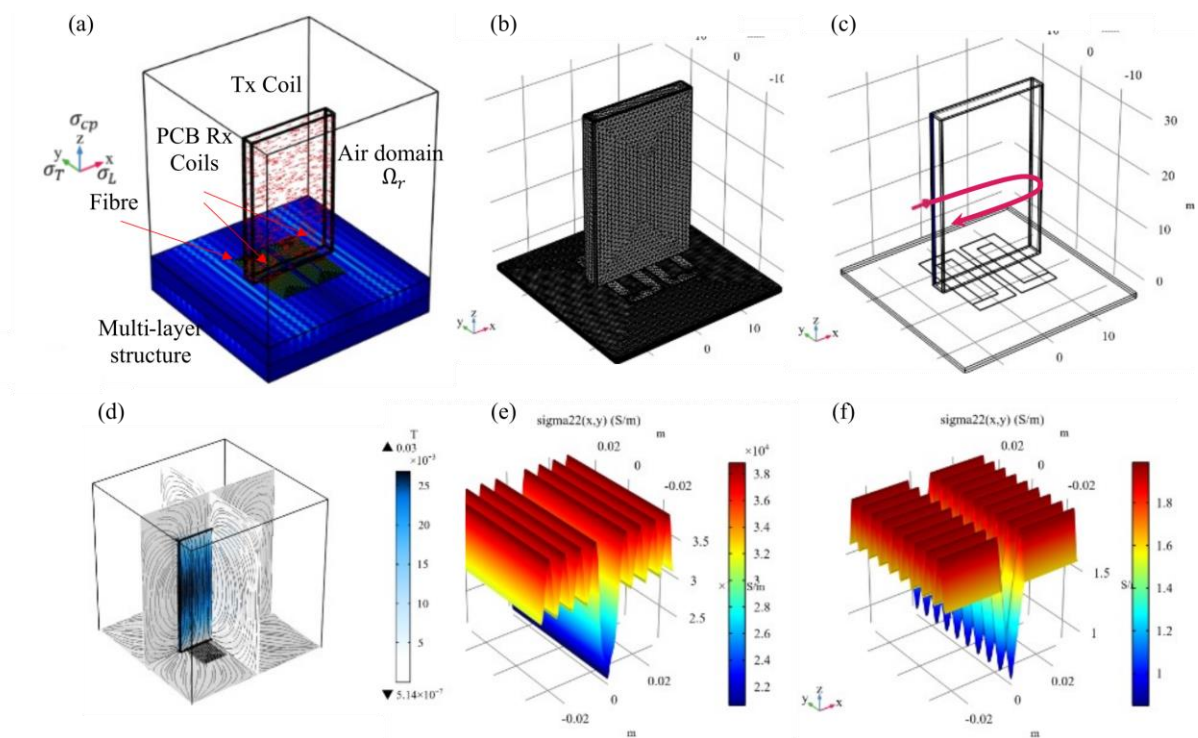 (a)
Tx Coil
σcp
z
y
x
σT
σL
PCB Rx
Coils
Air domain
Ωr
Fibre
Multi-layer
structure
(b)
10
0
-10
10
0
y
z
x
(c)
10
0
-10
30
20
m
10
0
10
0
y
z
x
(d)
T
▲ 0.03
×10⁻³
25
20
15
10
5
▼ 5.14×10⁻⁷
(e)
sigma22(x,y) (S/m)
m
0.02
0
-0.02
×10⁴
3.8
3.6
3.4
3.2
3
2.8
2.6
2.4
2.2
3.5
3
× S/m
2.5
0.02
0
-0.02
m
(f)
sigma22(x,y) (S/m)
m
0.02
0
-0.02
1.8
1.6
1.4
1.2
1
1.5
S/
1
0.02
0
-0.02
m
y
z
x